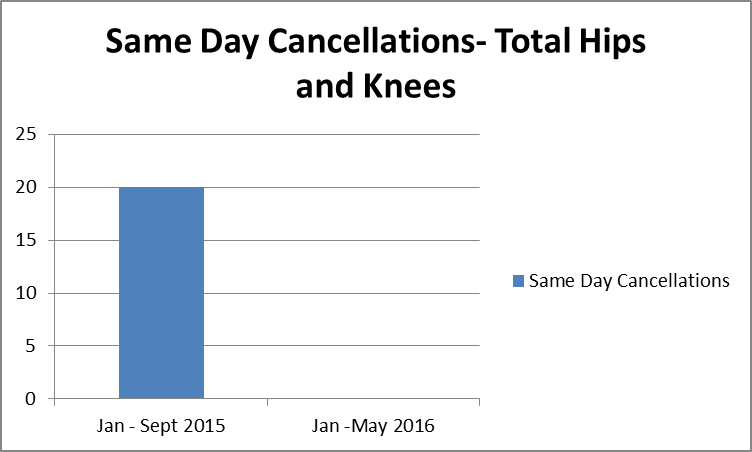 Same Day Cancellations- Total Hips
and Knees
25
20
15
10
5
0
Jan - Sept 2015
Jan -May 2016
Same Day Cancellations